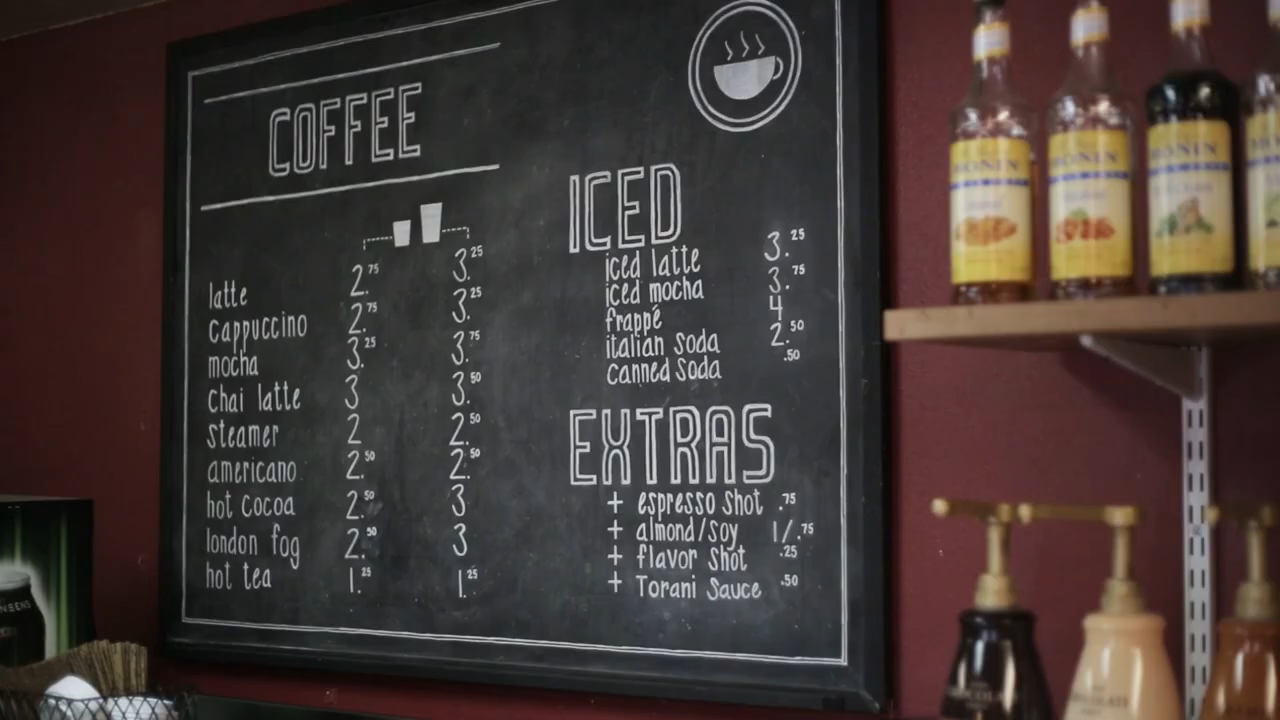 COFFEE
latte 2.75 3.25
cappuccino 2.75 3.25
mocha 3.25 3.75
chai latte 3 3.50
steamer 2 2.50
americano 2.50 2.50
hot cocoa 2.50 3
london fog 2.50 3
hot tea 1.25 1.25
ICED
iced latte 3.25
iced mocha 3.75
frappé 4
italian soda 2.50
canned soda .50
EXTRAS
+ espresso shot .75
+ almond/soy 1/.75
+ flavor shot .25
+ Torani Sauce .50
MONIN
MONIN
MONIN